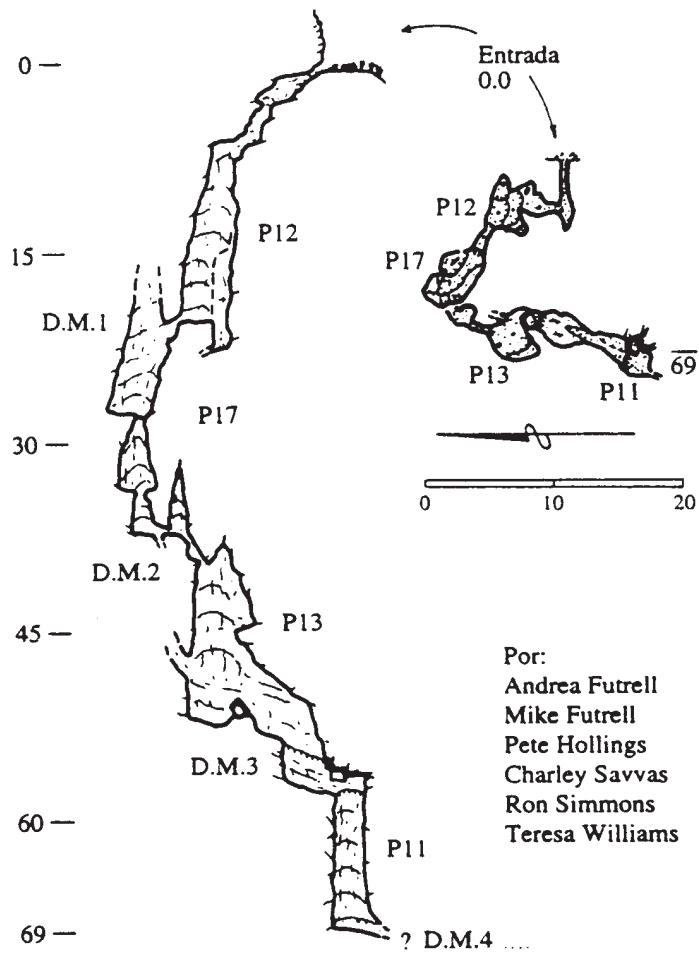 0
Entrada
0.0
P12
P12
15
P17
D.M.1
P13
69
P11
P17
30
0 10 20
D.M.2
45
P13
Por:
Andrea Futrell
Mike Futrell
Pete Hollings
Charley Savvas
Ron Simmons
Teresa Williams
D.M.3
60
P11
69
? D.M.4 ....